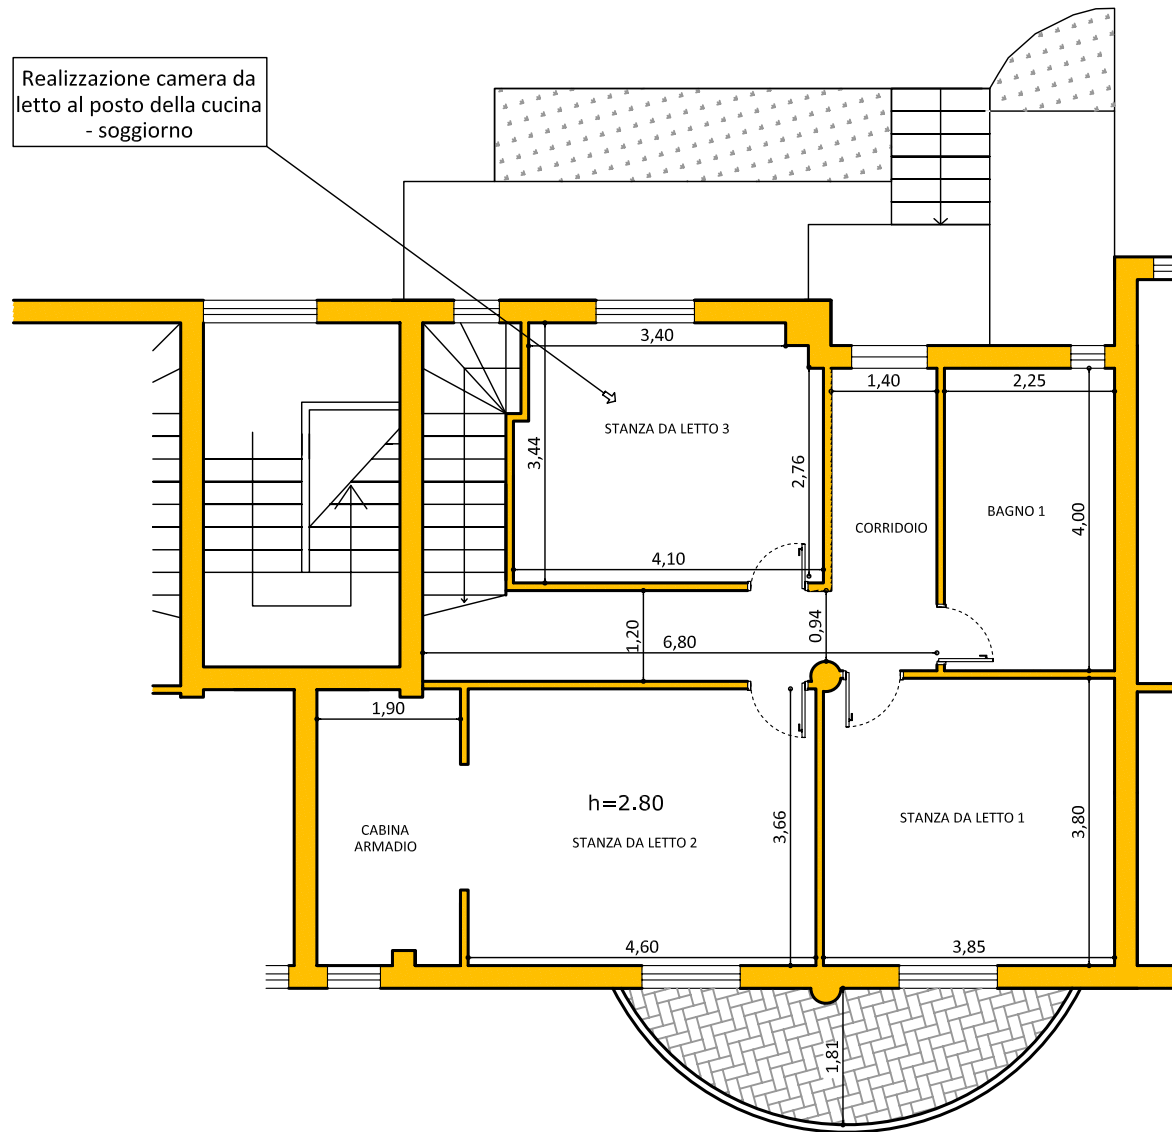 Realizzazione camera da
letto al posto della cucina
- soggiorno
3,40
1,40
2,25
STANZA DA LETTO 3
3,44
2,76
4,00
BAGNO 1
CORRIDOIO
4,10
1,20
6,80
0,94
1,90
h=2.80
STANZA DA LETTO 2
CABINA
ARMADIO
3,66
STANZA DA LETTO 1
3,80
4,60
3,85
1,81